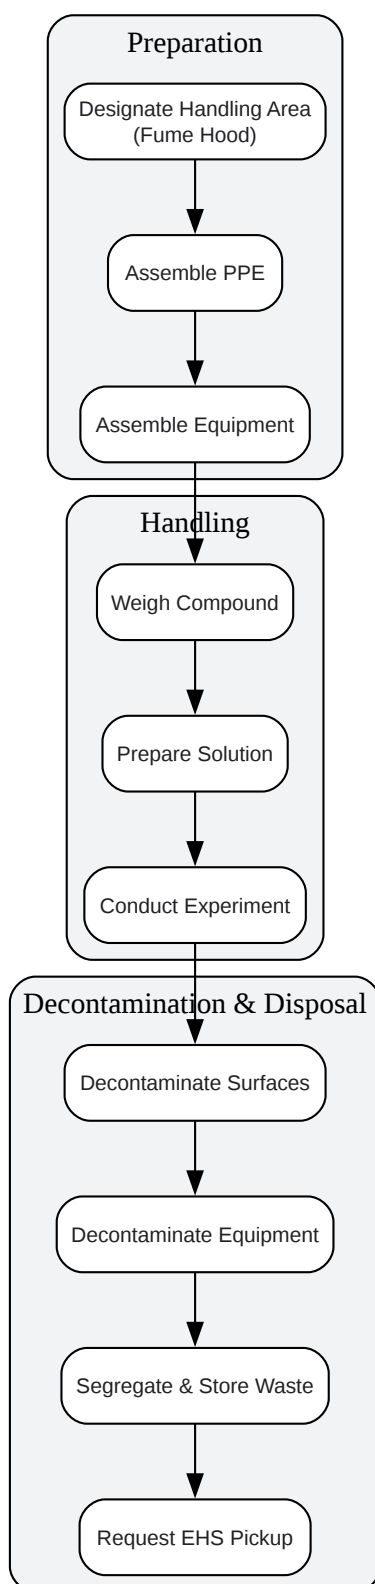 Preparation
Designate Handling Area
(Fume Hood)
Assemble PPE
Assemble Equipment
Handling
Weigh Compound
Prepare Solution
Conduct Experiment
Decontamination & Disposal
Decontaminate Surfaces
Decontaminate Equipment
Segregate & Store Waste
Request EHS Pickup